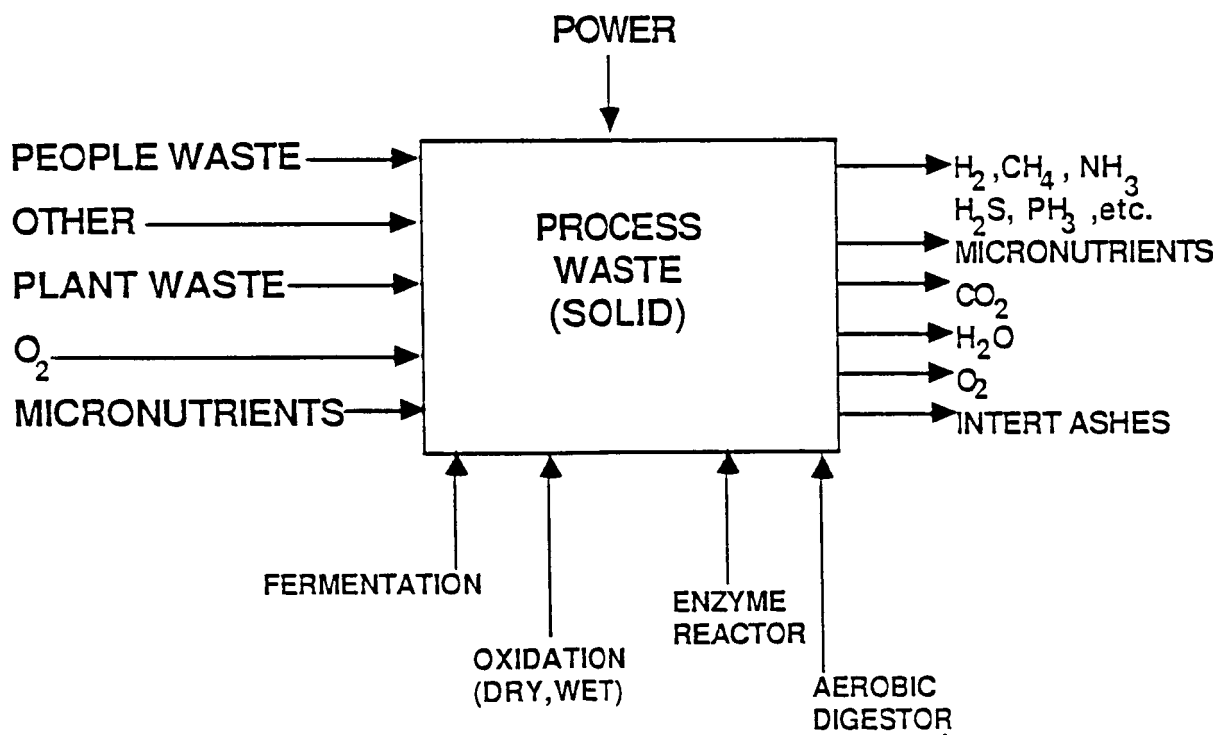 POWER
PEOPLE WASTE
OTHER
PLANT WASTE
O₂
MICRONUTRIENTS
PROCESS
WASTE
(SOLID)
H₂,CH₄, NH₃
H₂S, PH₃ ,etc.
MICRONUTRIENTS
CO₂
H₂O
O₂
INTERT ASHES
FERMENTATION
OXIDATION
(DRY,WET)
ENZYME
REACTOR
AEROBIC
DIGESTOR